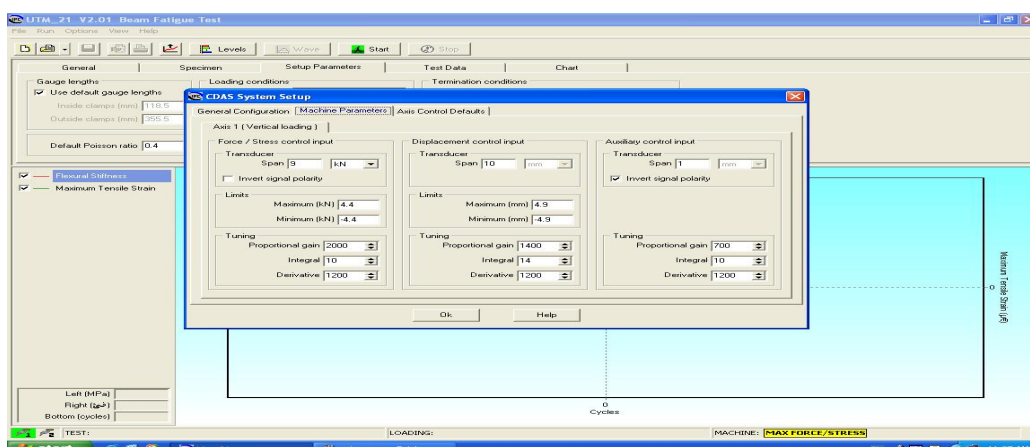 UTM_21 V2.01 Beam Fatigue Test
File Run Options View Help
Levels Wave Start Stop
General Specimen Setup Parameters Test Data Chart
Gauge lengths Loading conditions Termination conditions
Use default gauge lengths
Inside clamps (mm) 118.5
Outside clamps (mm) 355.5
Default Poisson ratio 0.4
Flexural Stiffness
Maximum Tensile Strain
CDAS System Setup
General Configuration Machine Parameters Axis Control Defaults
Axis 1 (Vertical loading)
Force / Stress control input Displacement control input Auxiliary control input
Transducer Transducer Transducer
Span 9 kN Span 10 mm Span 1 mm
Invert signal polarity Invert signal polarity
Limits Limits
Maximum (kN) 4.4 Maximum (mm) 4.9
Minimum (kN) -4.4 Minimum (mm) -4.9
Tuning Tuning Tuning
Proportional gain 2000 Proportional gain 1400 Proportional gain 700
Integral 10 Integral 14 Integral 10
Derivative 1200 Derivative 1200 Derivative 1200
Ok Help
0
Maximum Tensile Strain
0
Cycles
Left (MPa)
Right
Bottom (cycles)
1 2 TEST: LOADING: MACHINE: MAX FORCE/STRESS